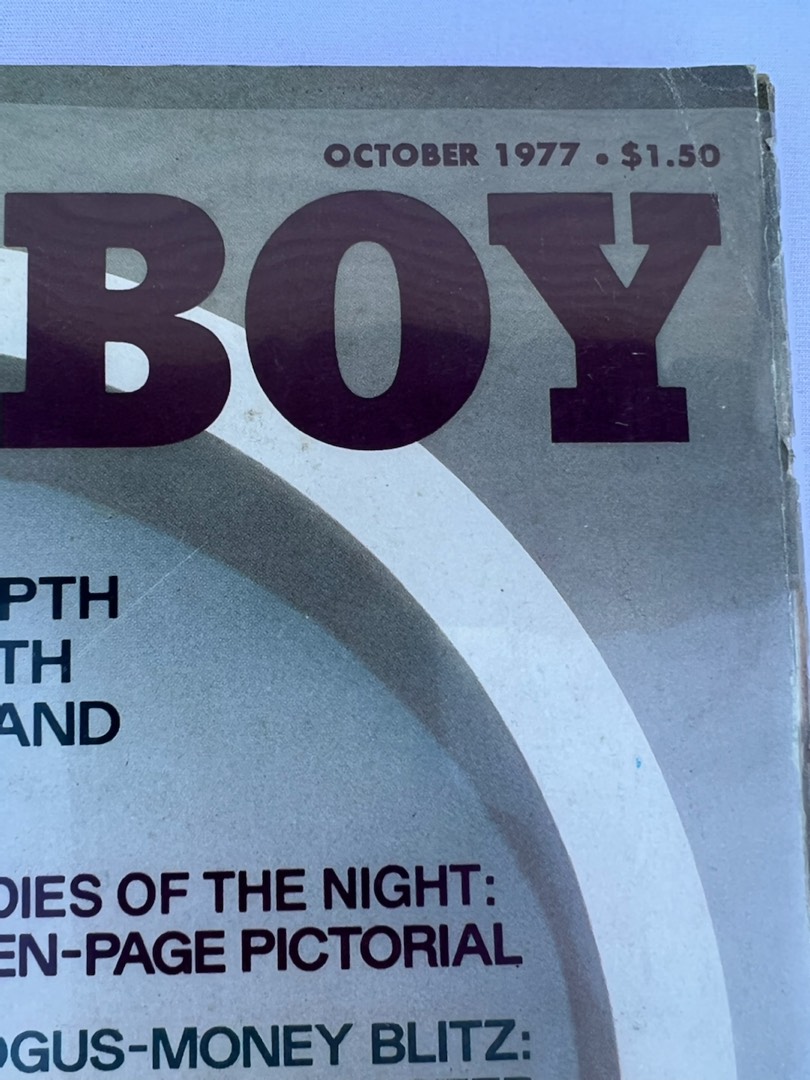 OCTOBER 1977 • $1.50
BOY
PTH
TH
AND
DIES OF THE NIGHT:
EN-PAGE PICTORIAL
OGUS-MONEY BLITZ: